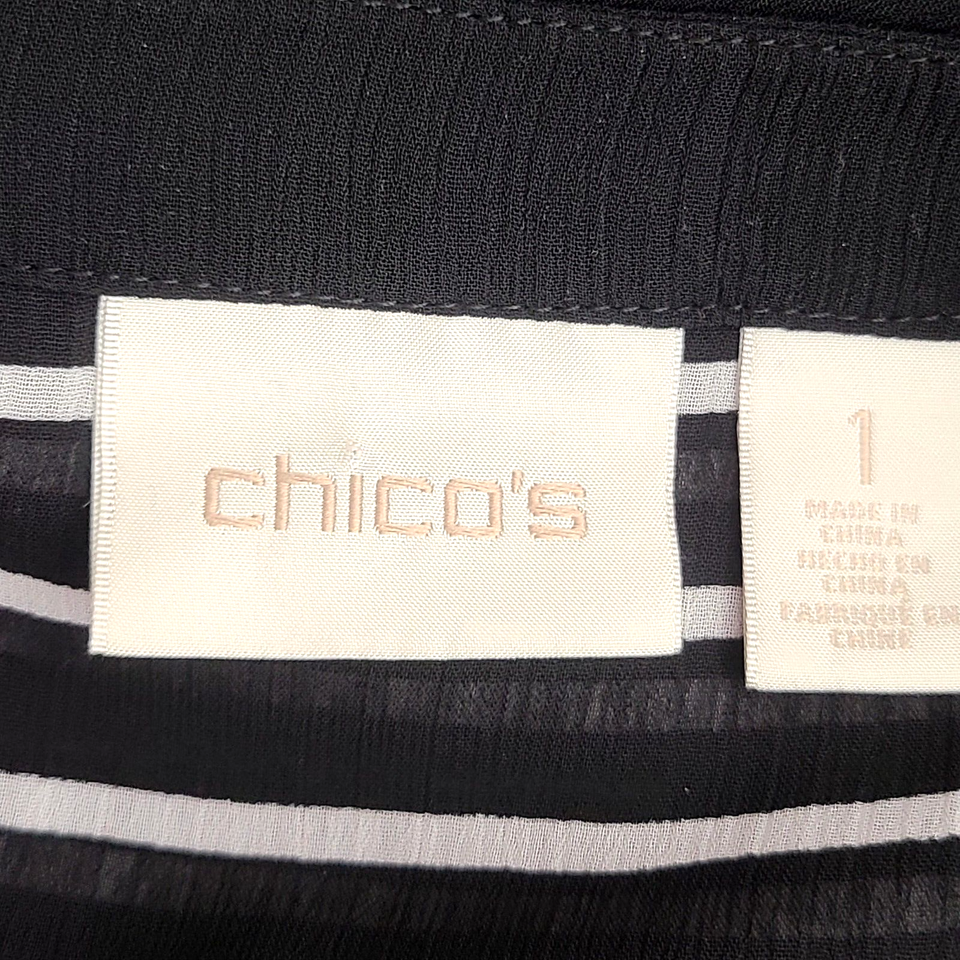 chico's
1
MADE IN
CHINA
HECHO EN
CHINA
FABRIQUÉ EN
CHINE